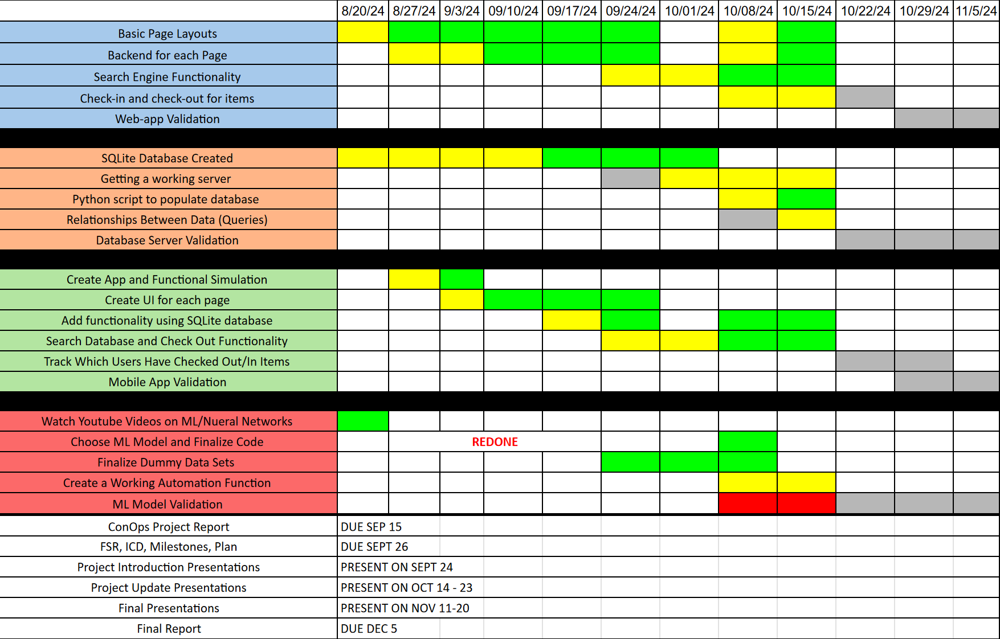 8/20/24 8/27/24 9/3/24 09/10/24 09/17/24 09/24/24 10/01/24 10/08/24 10/15/24 10/22/24 10/29/24 11/5/24
Basic Page Layouts
Backend for each Page
Search Engine Functionality
Check-in and check-out for items
Web-app Validation
SQLite Database Created
Getting a working server
Python script to populate database
Relationships Between Data (Queries)
Database Server Validation
Create App and Functional Simulation
Create UI for each page
Add functionality using SQLite database
Search Database and Check Out Functionality
Track Which Users Have Checked Out/In Items
Mobile App Validation
Watch Youtube Videos on ML/Nueral Networks
Choose ML Model and Finalize Code REDONE
Finalize Dummy Data Sets
Create a Working Automation Function
ML Model Validation
ConOps Project Report DUE SEP 15
FSR, ICD, Milestones, Plan DUE SEPT 26
Project Introduction Presentations PRESENT ON SEPT 24
Project Update Presentations PRESENT ON OCT 14 - 23
Final Presentations PRESENT ON NOV 11-20
Final Report DUE DEC 5